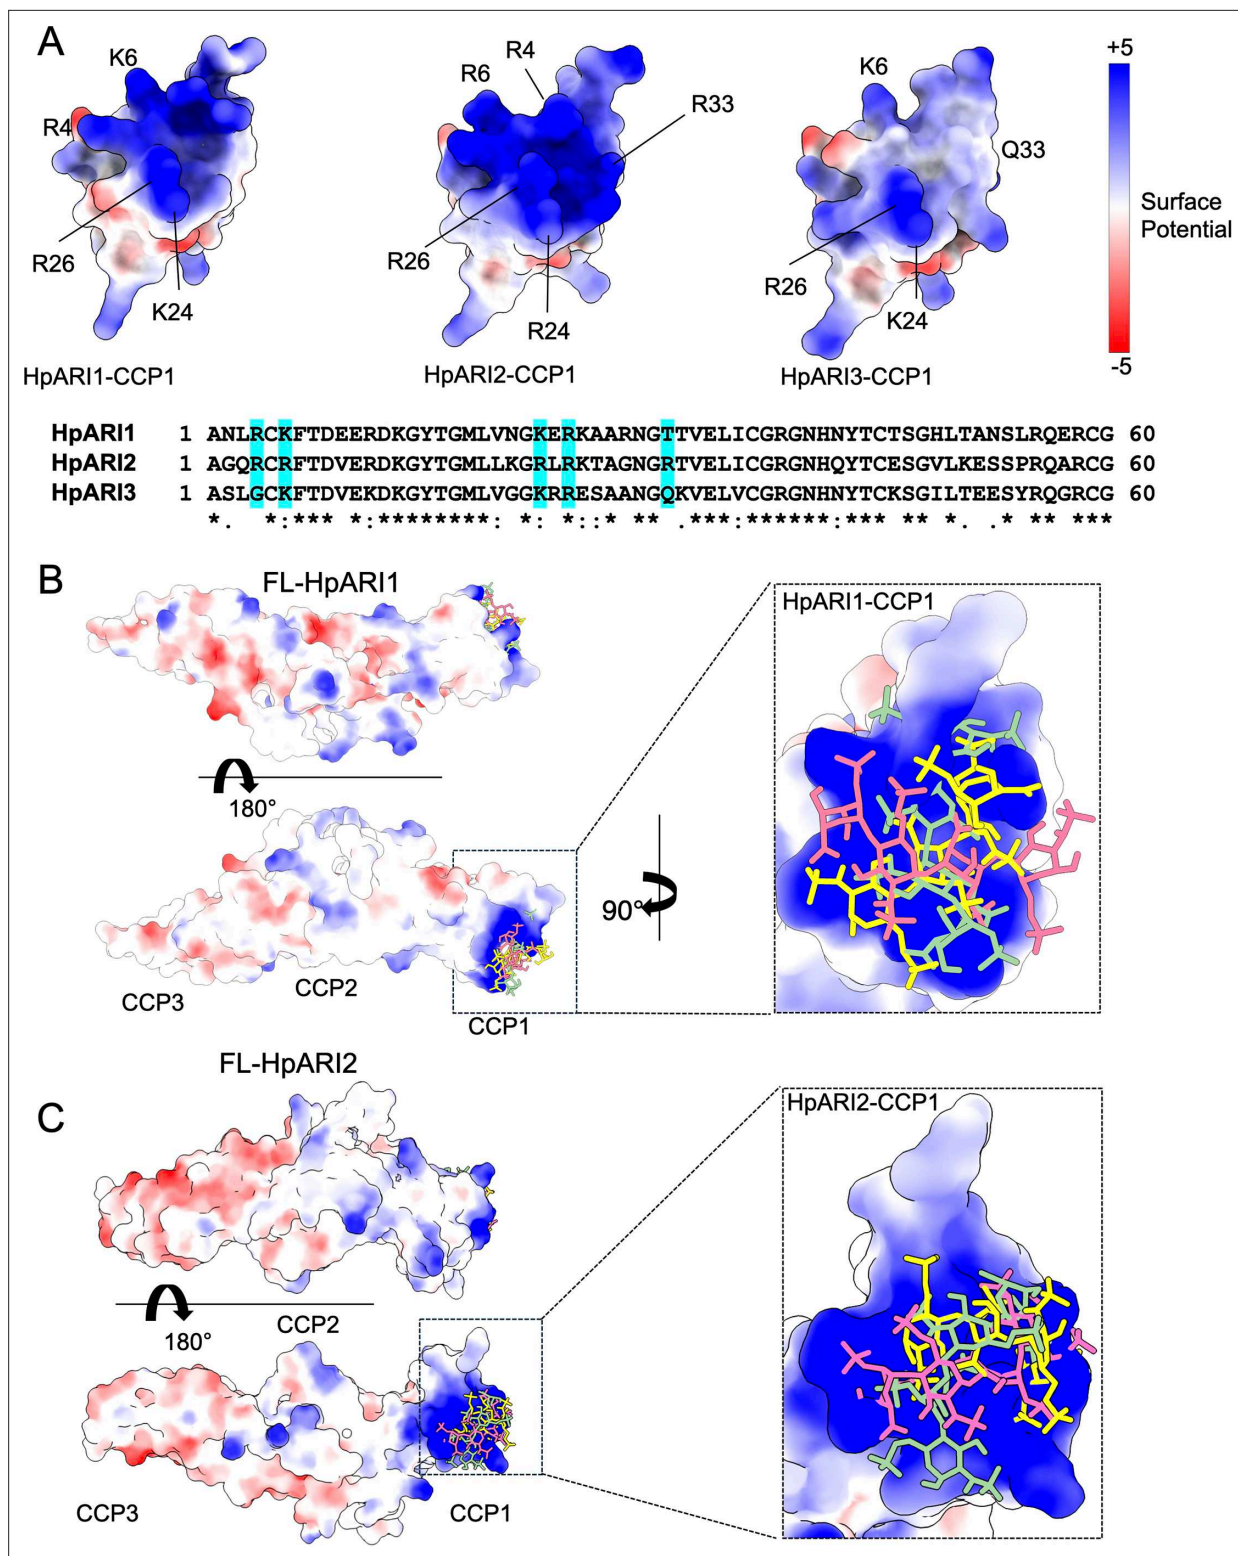 A
K6
R4
R26
K24
HpARI1-CCP1
R6
R4
R33
R26
R24
HpARI2-CCP1
K6
Q33
R26
K24
HpARI3-CCP1
+5
Surface
Potential
-5
HpARI1 1 ANLRCKFTDEERDKGYTGMLVNGKERKAARNGTTVELICGRGNHNYTCTSGHLTANSLRQERCG 60
HpARI2 1 AGQRCRFTDVERDKGYTGMLLKGRLRKTAGNGRTVELICGRGNHQYTCESGVLKESSPRQARCG 60
HpARI3 1 ASLGCKFTDVEKDKGYTGMLVGGKRRESAANGQKVELVCGRGNHNYTCKSGILTEESYRQGRCG 60
*. *:*** *:********: *:*:: * ** .***:******:*** ** *. . ** ***
B
FL-HpARI1
180°
CCP3
CCP2
CCP1
90°
HpARI1-CCP1
C
FL-HpARI2
180°
CCP2
CCP3
CCP1
HpARI2-CCP1